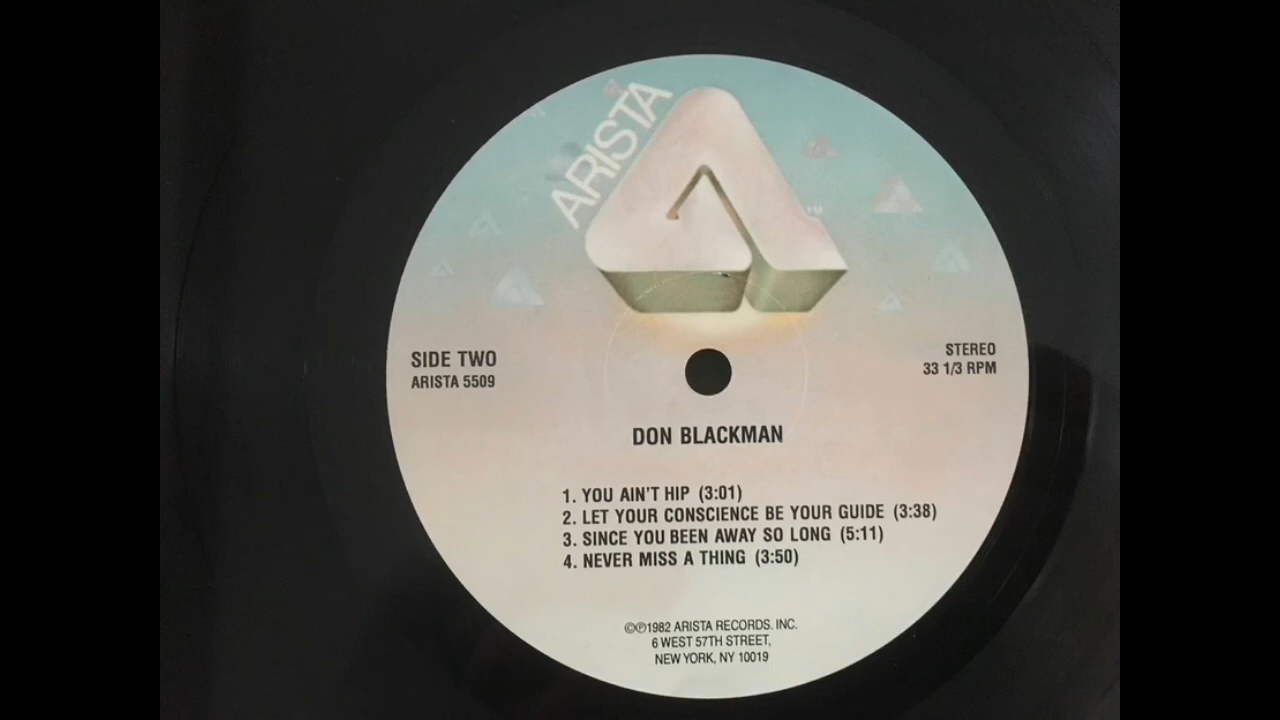 ARISTA
TM
SIDE TWO
ARISTA 5509
STEREO
33 1/3 RPM
DON BLACKMAN
1. YOU AIN'T HIP (3:01)
2. LET YOUR CONSCIENCE BE YOUR GUIDE (3:38)
3. SINCE YOU BEEN AWAY SO LONG (5:11)
4. NEVER MISS A THING (3:50)
©℗1982 ARISTA RECORDS. INC.
6 WEST 57TH STREET,
NEW YORK, NY 10019